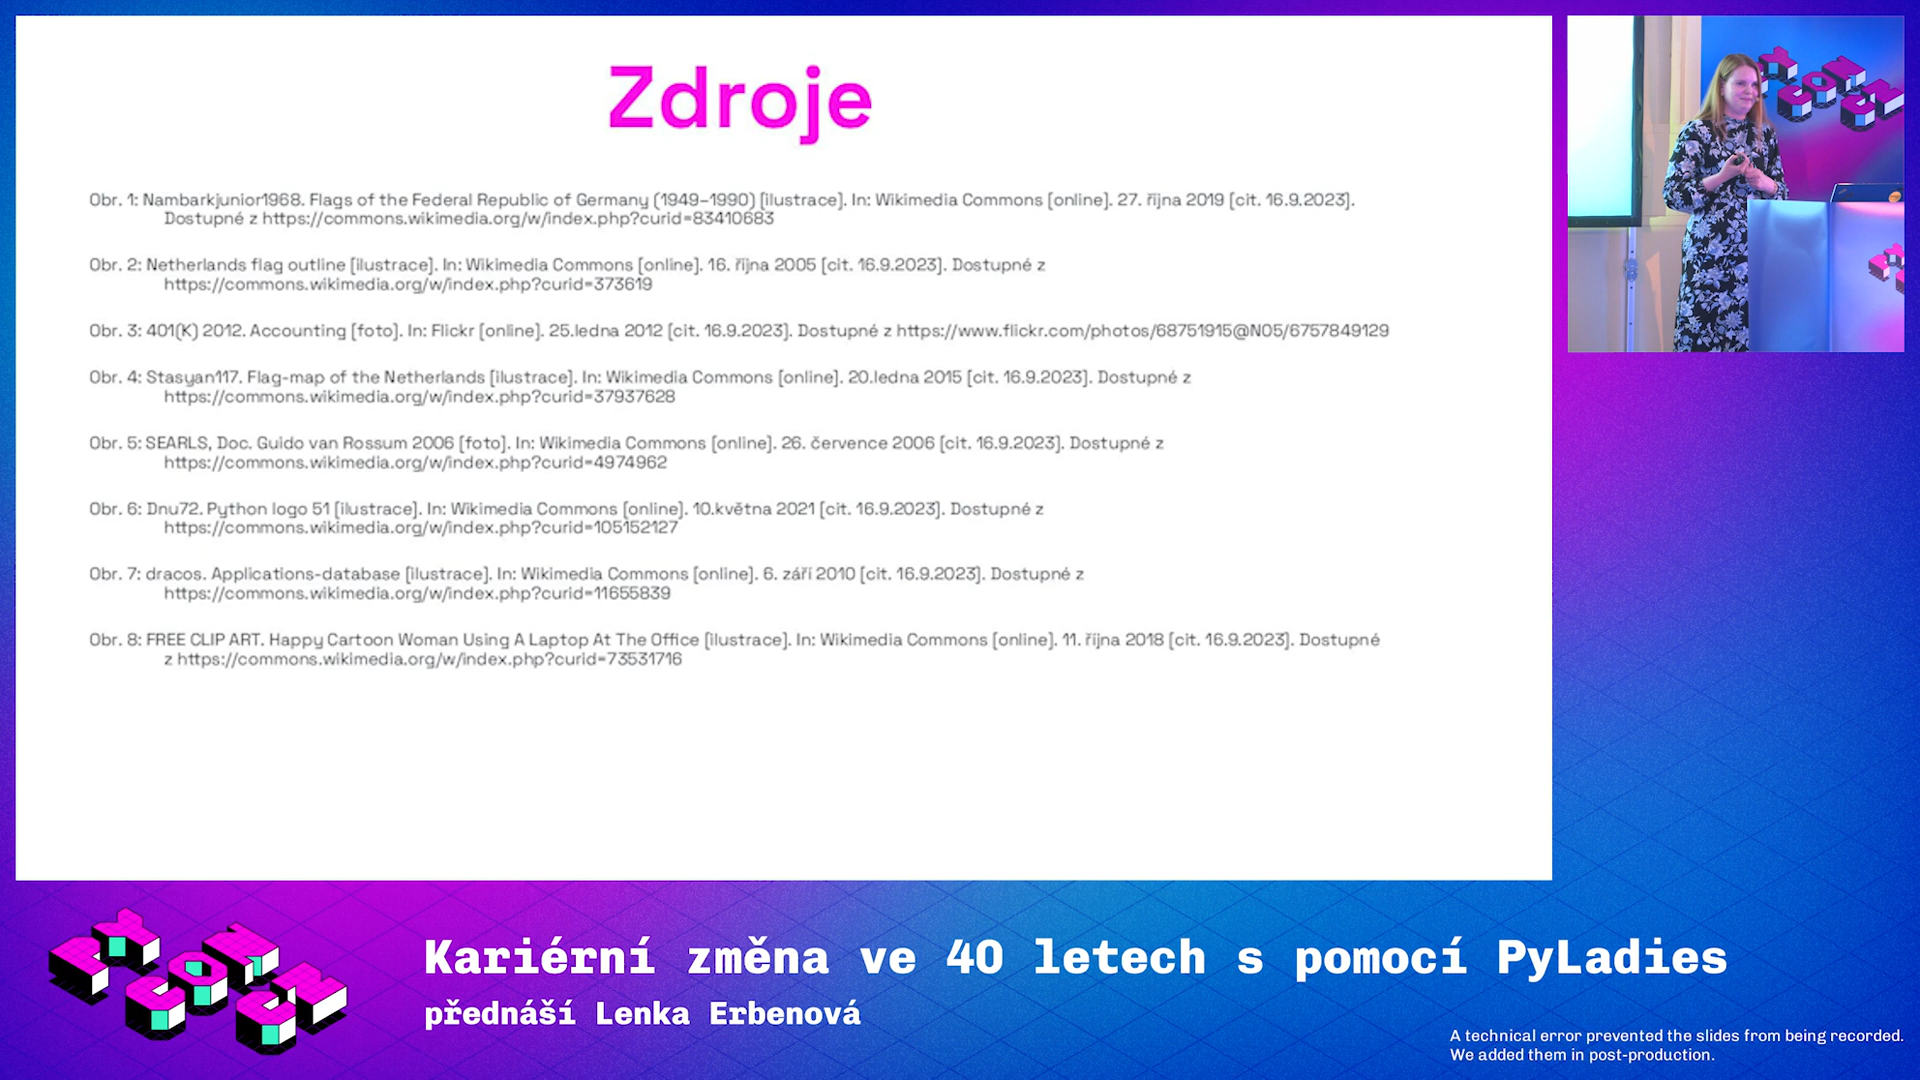 Zdroje
Obr. 1: Nambarkjunior1968. Flags of the Federal Republic of Germany (1949–1990) [ilustrace]. In: Wikimedia Commons [online]. 27. října 2019 [cit. 16.9.2023].
Dostupné z https://commons.wikimedia.org/w/index.php?curid=83410683
Obr. 2: Netherlands flag outline [ilustrace]. In: Wikimedia Commons [online]. 16. října 2005 [cit. 16.9.2023]. Dostupné z
https://commons.wikimedia.org/w/index.php?curid=373619
Obr. 3: 401(K) 2012. Accounting [foto]. In: Flickr [online]. 25.ledna 2012 [cit. 16.9.2023]. Dostupné z https://www.flickr.com/photos/68751915@N05/6757849129
Obr. 4: Stasyan117. Flag-map of the Netherlands [ilustrace]. In: Wikimedia Commons [online]. 20.ledna 2015 [cit. 16.9.2023]. Dostupné z
https://commons.wikimedia.org/w/index.php?curid=37937628
Obr. 5: SEARLS, Doc. Guido van Rossum 2006 [foto]. In: Wikimedia Commons [online]. 26. července 2006 [cit. 16.9.2023]. Dostupné z
https://commons.wikimedia.org/w/index.php?curid=4974962
Obr. 6: Dnu72. Python logo 51 [ilustrace]. In: Wikimedia Commons [online]. 10.května 2021 [cit. 16.9.2023]. Dostupné z
https://commons.wikimedia.org/w/index.php?curid=105152127
Obr. 7: dracos. Applications-database [ilustrace]. In: Wikimedia Commons [online]. 6. září 2010 [cit. 16.9.2023]. Dostupné z
https://commons.wikimedia.org/w/index.php?curid=11655839
Obr. 8: FREE CLIP ART. Happy Cartoon Woman Using A Laptop At The Office [ilustrace]. In: Wikimedia Commons [online]. 11. října 2018 [cit. 16.9.2023]. Dostupné
z https://commons.wikimedia.org/w/index.php?curid=73531716
PYCON CZ
PYCON CZ
Kariérní změna ve 40 letech s pomocí PyLadies
přednáší Lenka Erbenová
A technical error prevented the slides from being recorded.
We added them in post-production.